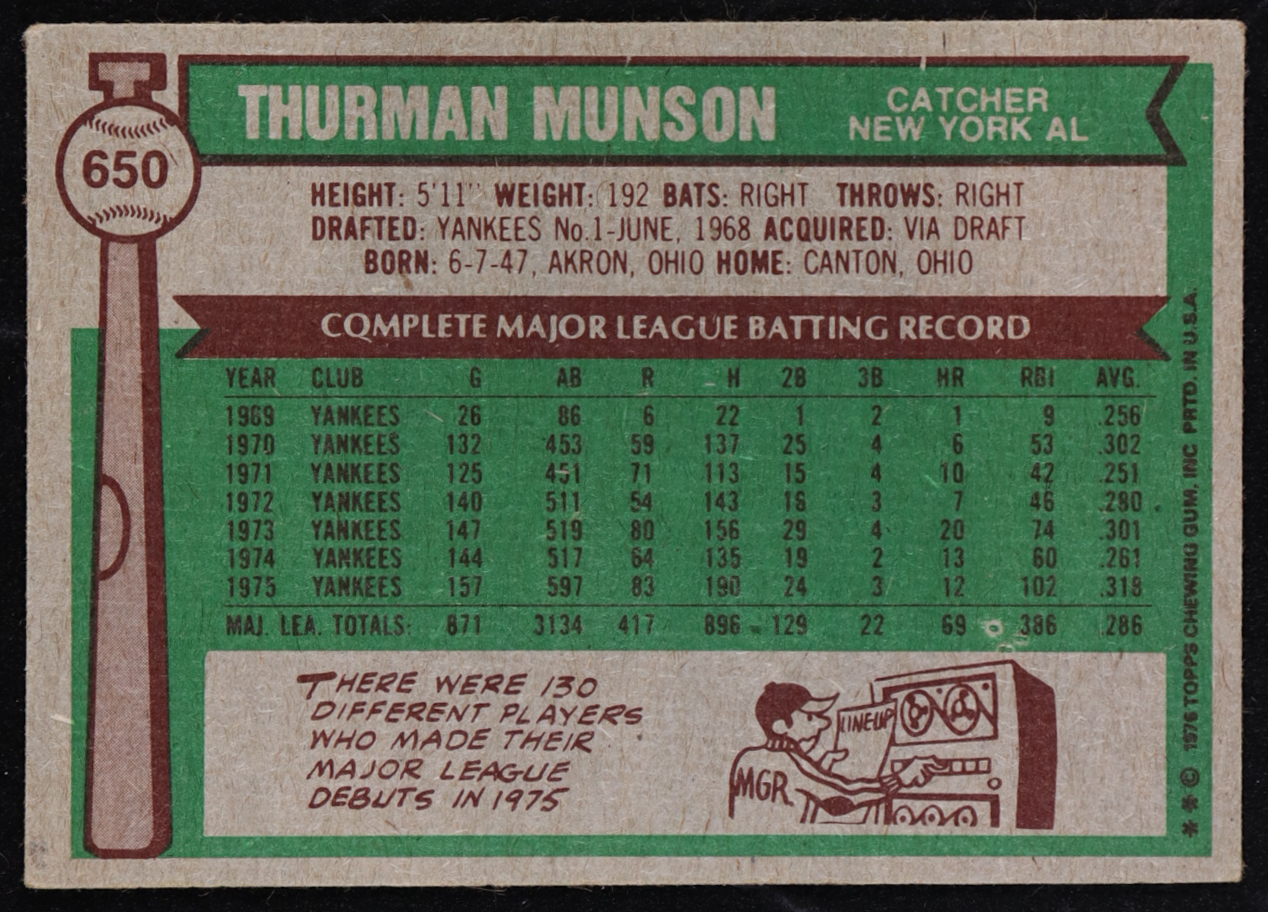 THURMAN MUNSON
CATCHER
NEW YORK AL
650
HEIGHT: 5'11" WEIGHT: 192 BATS: RIGHT THROWS: RIGHT
DRAFTED: YANKEES No.1-JUNE, 1968 ACQUIRED: VIA DRAFT
BORN: 6-7-47, AKRON, OHIO HOME: CANTON, OHIO
COMPLETE MAJOR LEAGUE BATTING RECORD
YEAR CLUB G AB R H 2B 3B HR RBI AVG.
1969 YANKEES 26 86 6 22 1 2 1 9 .256
1970 YANKEES 132 453 59 137 25 4 6 53 .302
1971 YANKEES 125 451 71 113 15 4 10 42 .251
1972 YANKEES 140 511 54 143 18 3 7 46 .280
1973 YANKEES 147 519 80 156 29 4 20 74 .301
1974 YANKEES 144 517 64 135 19 2 13 60 .261
1975 YANKEES 157 597 83 190 24 3 12 102 .318
MAJ. LEA. TOTALS: 871 3134 417 896 129 22 69 386 .286
THERE WERE 130
DIFFERENT PLAYERS
WHO MADE THEIR
MAJOR LEAGUE
DEBUTS IN 1975
LINEUP
MGR.
** © 1976 TOPPS CHEWING GUM, INC. PRTD. IN U.S.A.